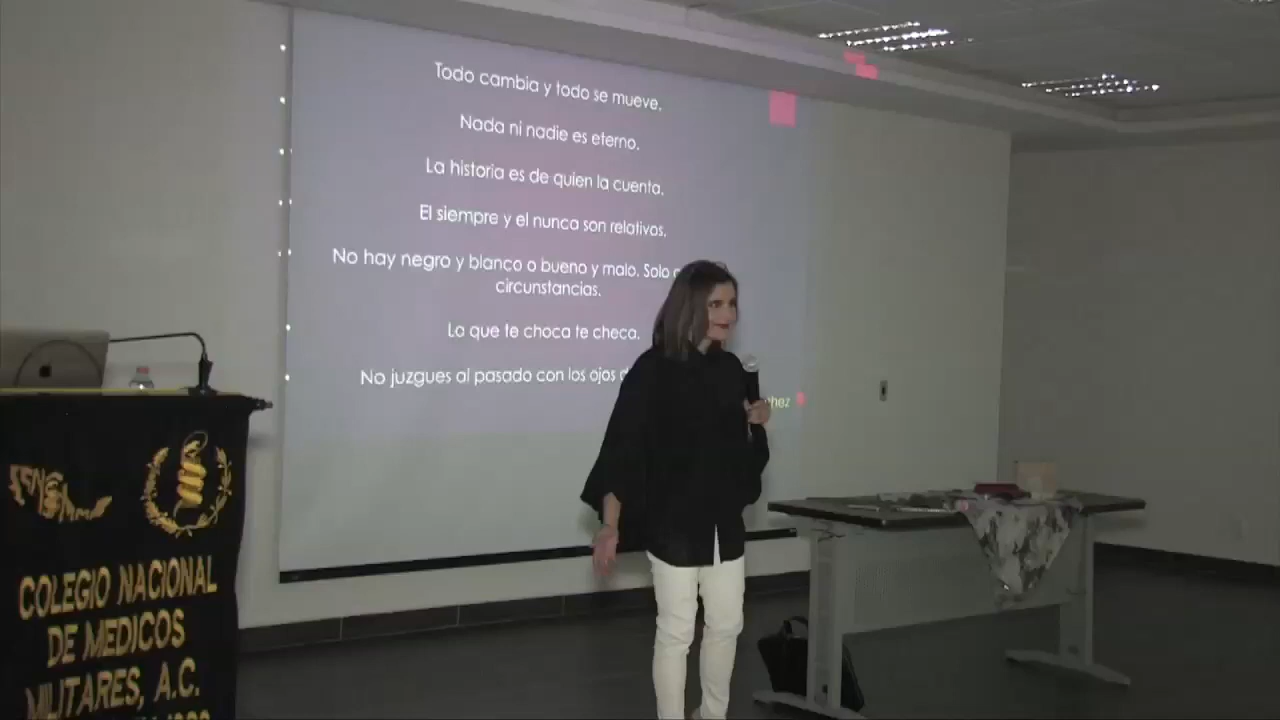 Todo cambia y todo se mueve.
Nada ni nadie es eterno.
La historia es de quien la cuenta.
El siempre y el nunca son relativos.
No hay negro y blanco o bueno y malo. Solo
circunstancias.
Lo que te choca te checa.
No juzgues al pasado con los ojos
COLEGIO NACIONAL
DE MEDICOS
MILITARES, A.C.